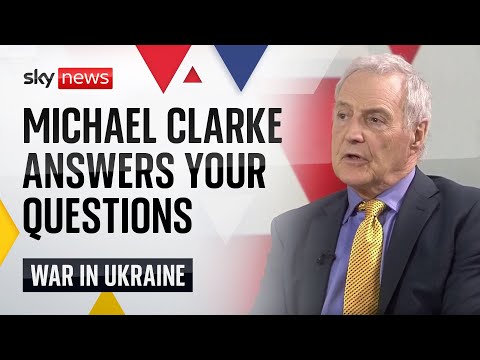 sky news
MICHAEL CLARKE
ANSWERS YOUR
QUESTIONS
WAR IN UKRAINE